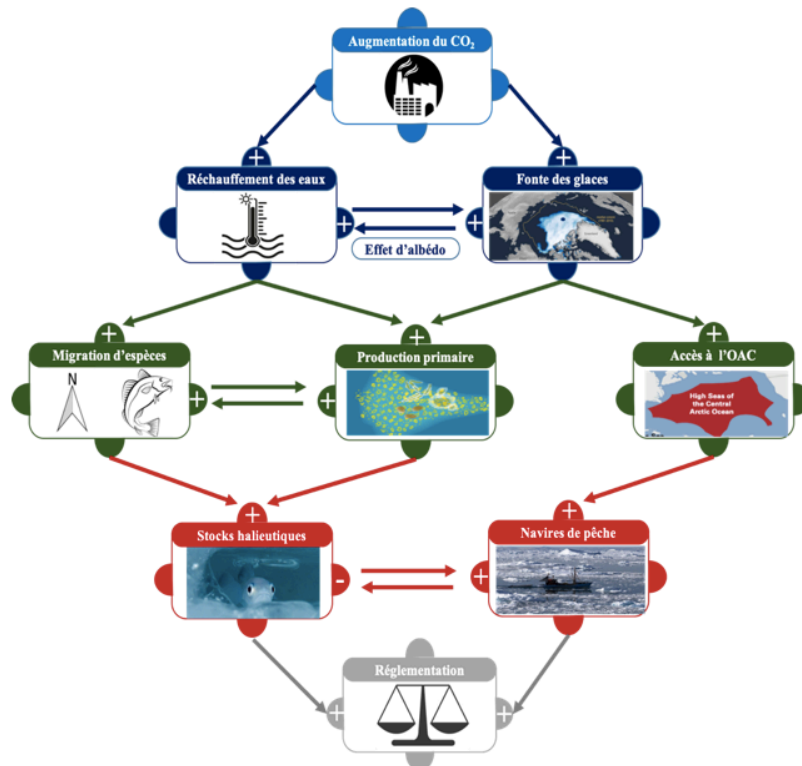 Augmentation du CO₂
+
+
Réchauffement des eaux
Fonte des glaces
+
+
Effet d'albédo
+
+
+
Migration d'espèces
Production primaire
Accès à l'OAC
N
High Seas of
the Central
Arctic Ocean
+
+
+
+
Stocks halieutiques
Navires de pêche
-
+
Réglementation
+
+